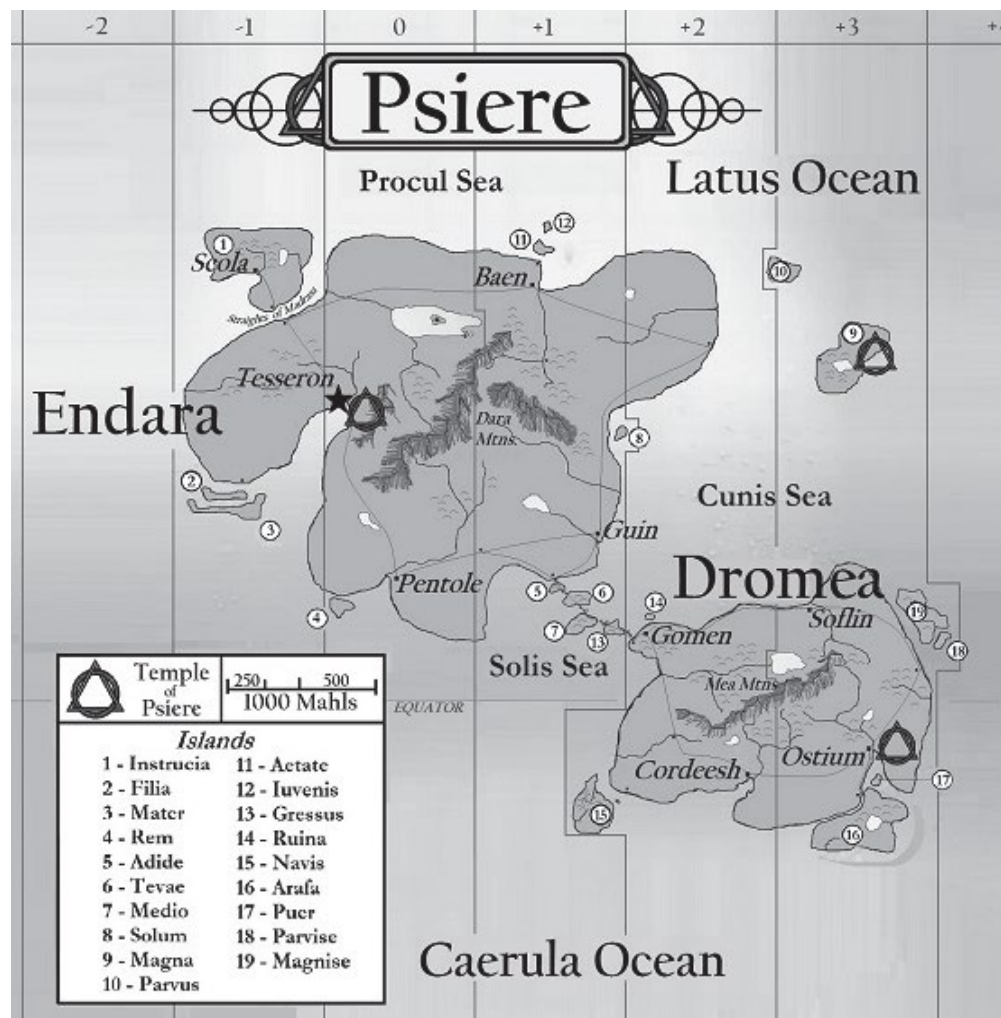 -2 -1 0 +1 +2 +3
Psiere
Procul Sea
Latus Ocean
12
11
1
Scola
Baen
10
Straights of Madrasi
9
Tesseron
Endara
Dara
Mtns.
8
2
3
Cunis Sea
Guin
Dromea
Pentole
5
6
4
7
13
14
Gomen
Soflin
19
18
Solis Sea
Mea Mtns.
EQUATOR
Ostium
Cordeesh
17
15
16
Temple
of
Psiere
250 500
1000 Mahls
Islands
1 - Instrucia
2 - Filia
3 - Mater
4 - Rem
5 - Adide
6 - Tevae
7 - Medio
8 - Solum
9 - Magna
10 - Parvus
11 - Aetate
12 - Iuvenis
13 - Gressus
14 - Ruina
15 - Navis
16 - Arafa
17 - Puer
18 - Parvise
19 - Magnise
Caerula Ocean